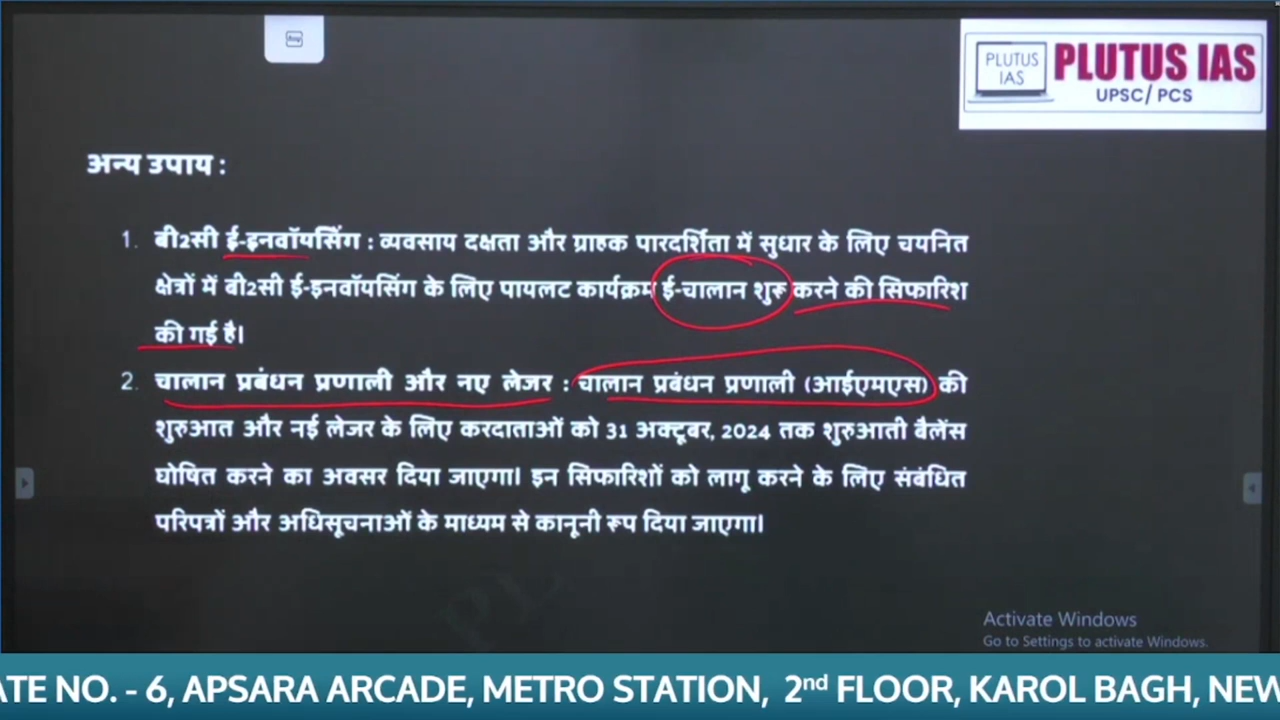 PLUTUS IAS
PLUTUS IAS
UPSC/ PCS
अन्य उपाय :
1. बी2सी ई-इनवॉयसिंग : व्यवसाय दक्षता और ग्राहक पारदर्शिता में सुधार के लिए चयनित
क्षेत्रों में बी2सी ई-इनवॉयसिंग के लिए पायलट कार्यक्रम ई-चालान शुरू करने की सिफारिश
की गई है।
2. चालान प्रबंधन प्रणाली और नए लेजर : चालान प्रबंधन प्रणाली (आईएमएस) की
शुरुआत और नई लेजर के लिए करदाताओं को 31 अक्टूबर, 2024 तक शुरुआती बैलेंस
घोषित करने का अवसर दिया जाएगा। इन सिफारिशों को लागू करने के लिए संबंधित
परिपत्रों और अधिसूचनाओं के माध्यम से कानूनी रूप दिया जाएगा।
Activate Windows
Go to Settings to activate Windows.
ATE NO. - 6, APSARA ARCADE, METRO STATION, 2nd FLOOR, KAROL BAGH, NEW